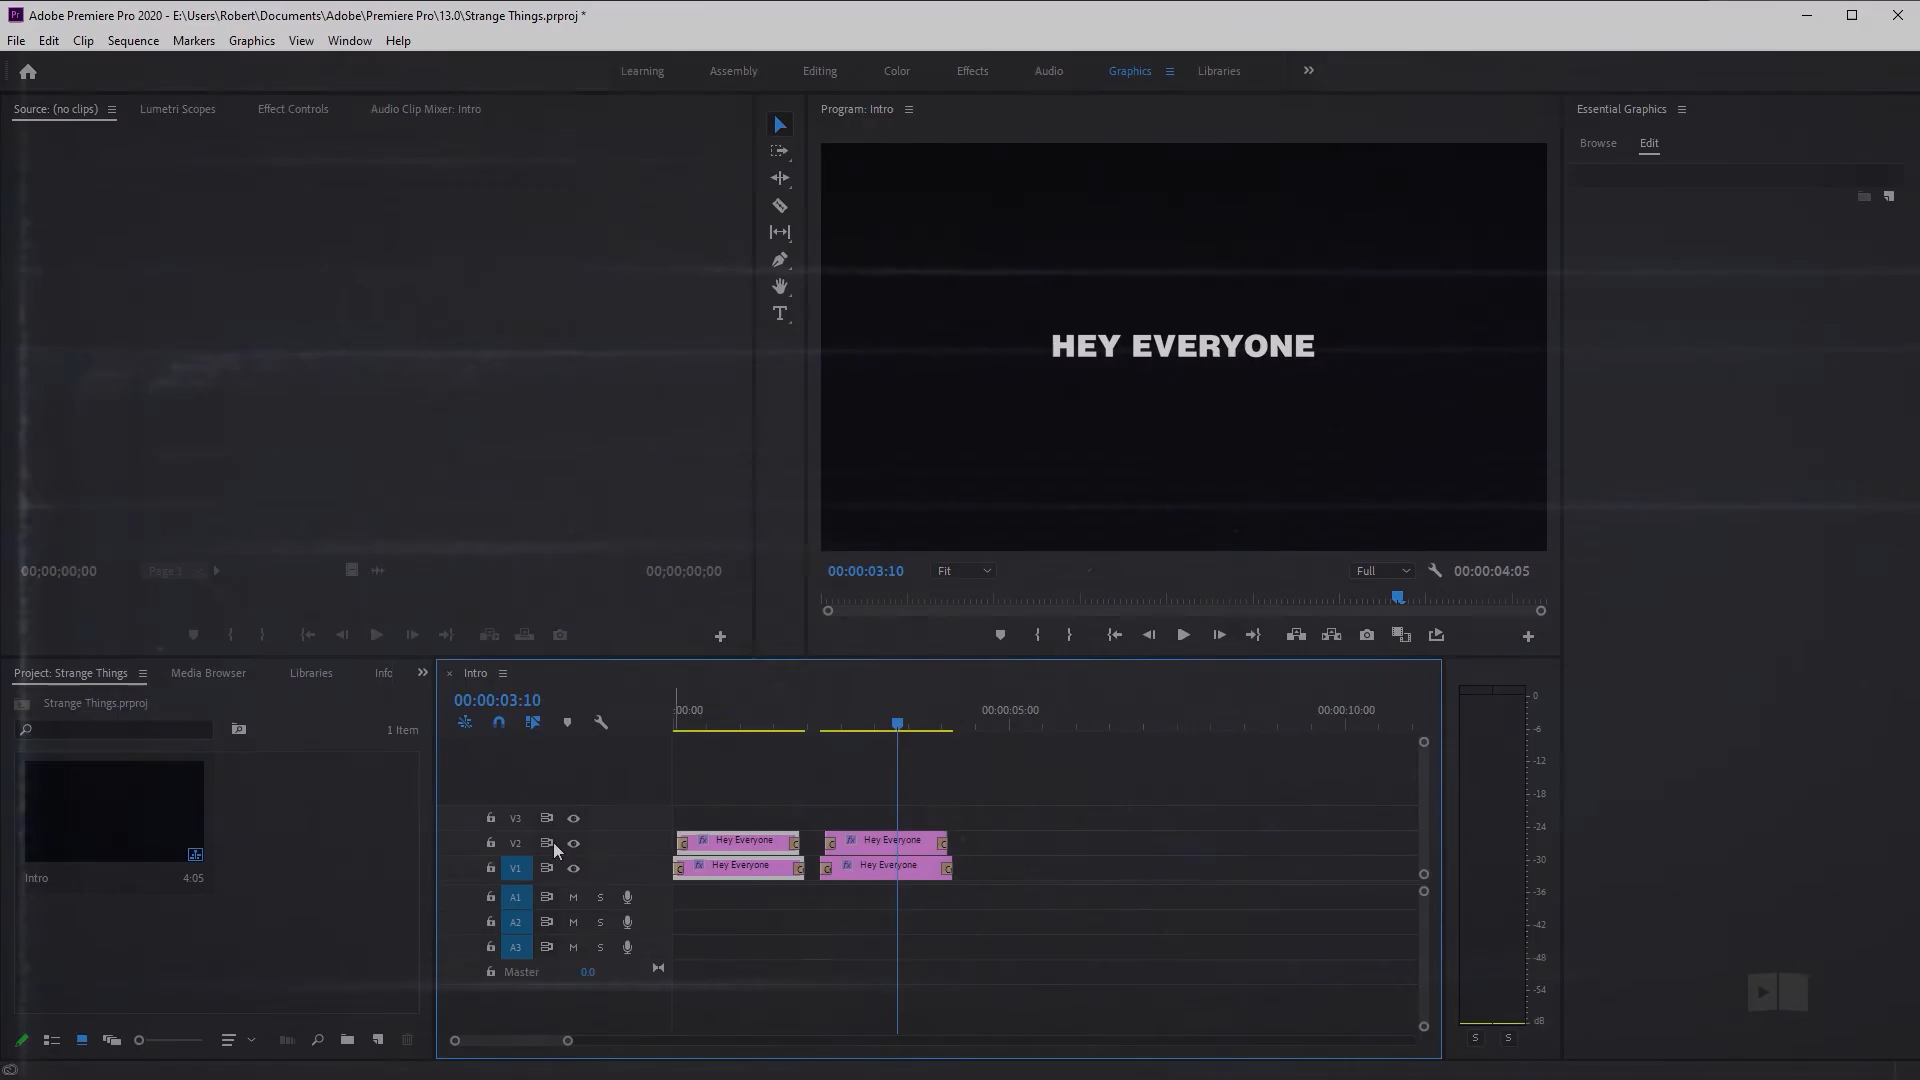 Adobe Premiere Pro 2020 - E:\Users\Robert\Documents\Adobe\Premiere Pro\13.0\Strange Things.prproj *
File Edit Clip Sequence Markers Graphics View Window Help
Learning Assembly Editing Color Effects Audio Graphics Libraries
Source: (no clips) Lumetri Scopes Effect Controls Audio Clip Mixer: Intro
Program: Intro
Essential Graphics
Browse Edit
HEY EVERYONE
00;00;00;00 Page 1 00;00;00;00
00:00:03:10 Fit Full 00:00:04:05
Project: Strange Things Media Browser Libraries Info
Strange Things.prproj
1 Item
Intro 4:05
Intro
00:00:03:10
:00:00 00:00:05:00 00:00:10:00
V3
V2 Hey Everyone Hey Everyone
V1 Hey Everyone Hey Everyone
A1 M S
A2 M S
A3 M S
Master 0.0
0
-6
-12
-18
-24
-30
-36
-42
-48
-54
dB
S S